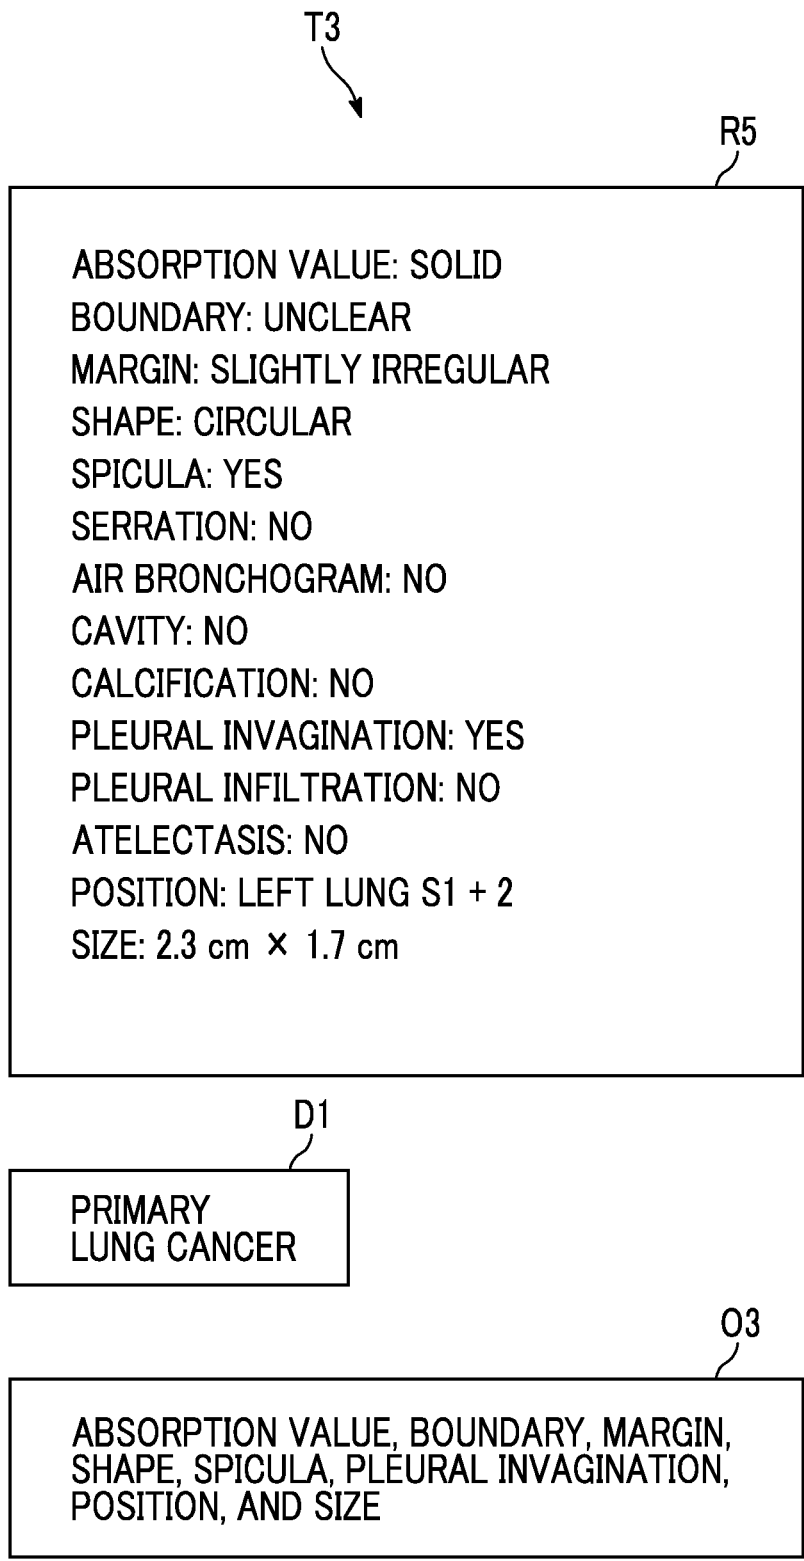 T3
R5
ABSORPTION VALUE: SOLID
BOUNDARY: UNCLEAR
MARGIN: SLIGHTLY IRREGULAR
SHAPE: CIRCULAR
SPICULA: YES
SERRATION: NO
AIR BRONCHOGRAM: NO
CAVITY: NO
CALCIFICATION: NO
PLEURAL INVAGINATION: YES
PLEURAL INFILTRATION: NO
ATELECTASIS: NO
POSITION: LEFT LUNG S1 + 2
SIZE: 2.3 cm × 1.7 cm
D1
PRIMARY
LUNG CANCER
O3
ABSORPTION VALUE, BOUNDARY, MARGIN,
SHAPE, SPICULA, PLEURAL INVAGINATION,
POSITION, AND SIZE